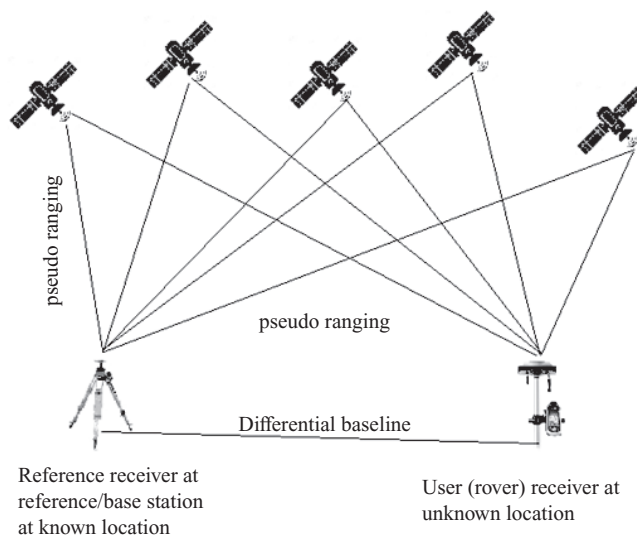 pseudo ranging
pseudo ranging
Differential baseline
Reference receiver at
reference/base station
at known location
User (rover) receiver at
unknown location